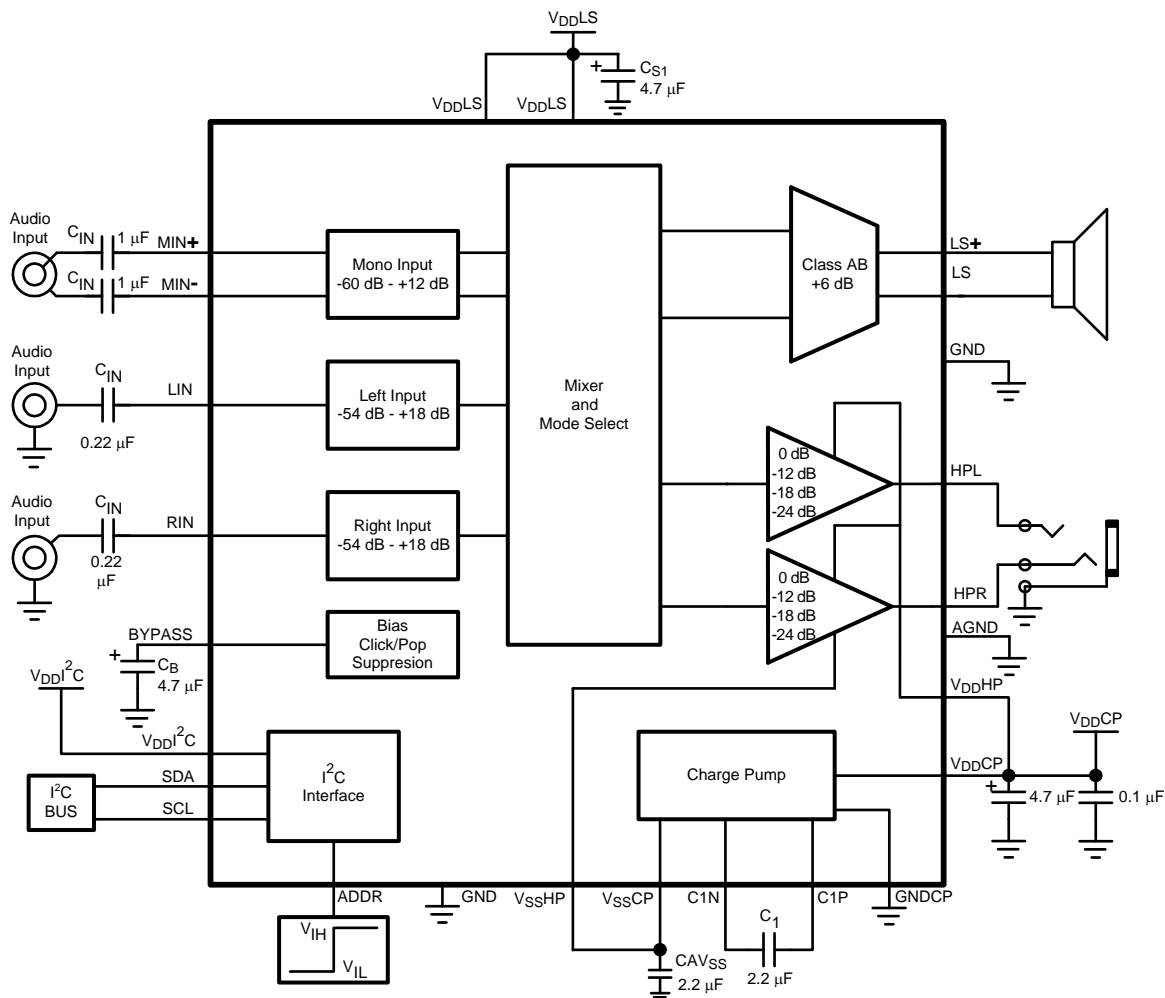 VDDLS
+ CS1
4.7 μF
VDDLS
VDDLS
Audio
Input
CIN
1 μF
MIN+
CIN
1 μF
MIN-
Mono Input
-60 dB - +12 dB
Class AB
+6 dB
LS+
LS
GND
Audio
Input
CIN
LIN
0.22 μF
Left Input
-54 dB - +18 dB
Mixer
and
Mode Select
0 dB
-12 dB
-18 dB
-24 dB
HPL
Audio
Input
CIN
RIN
0.22
μF
Right Input
-54 dB - +18 dB
0 dB
-12 dB
-18 dB
-24 dB
HPR
AGND
BYPASS
+ CB
4.7 μF
Bias
Click/Pop
Suppresion
VDDHP
VDDI²C
VDDI²C
I²C
BUS
SDA
SCL
I²C
Interface
Charge Pump
VDDCP
VDDCP
+ 4.7 μF
0.1 μF
ADDR
GND
VSSHP
VSSCP
C1N
C1P
GNDCP
VIH
VIL
CAVSS
2.2 μF
C1
2.2 μF